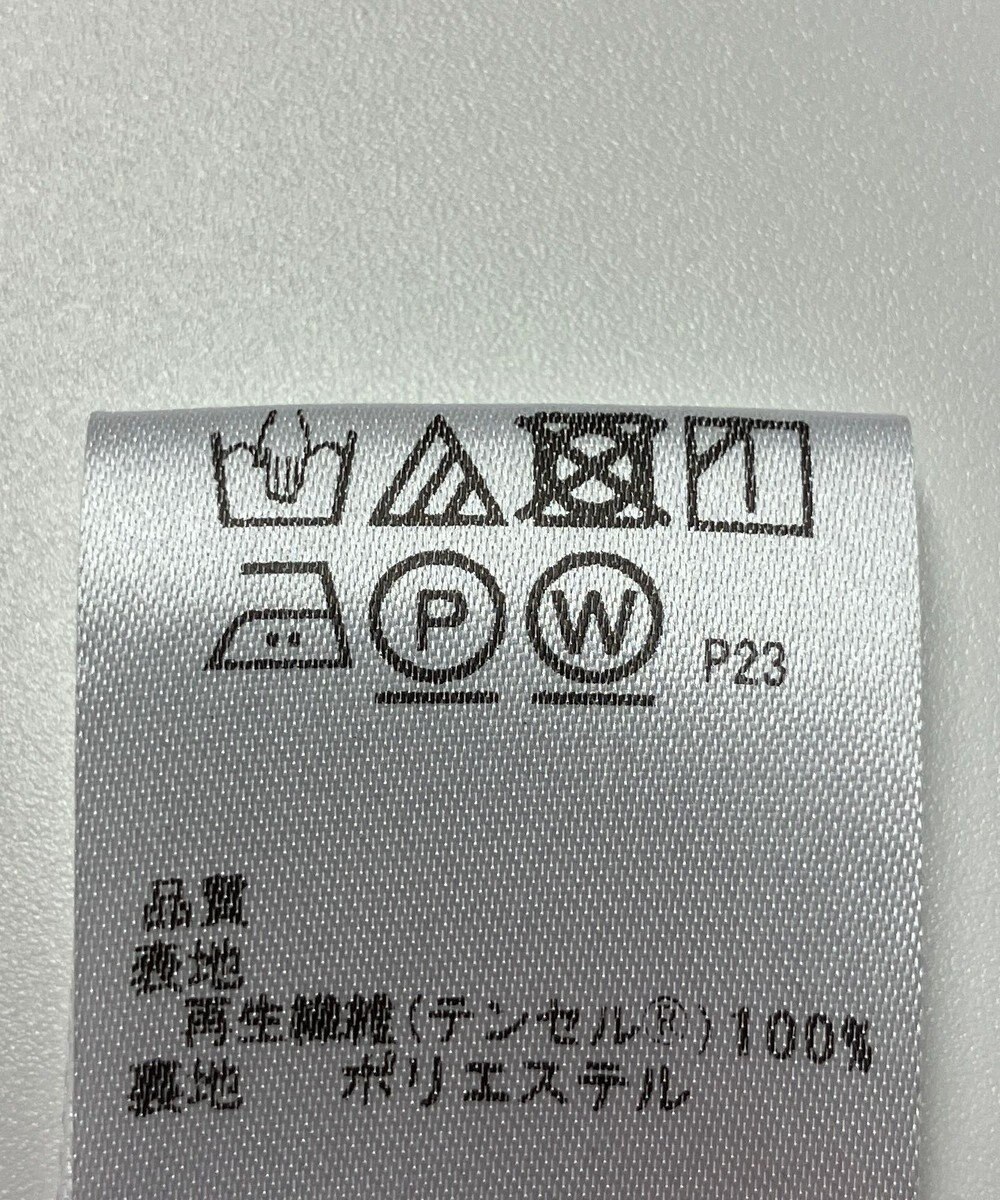 P
W
P23
品質
表地
再生繊維(テンセル®)100%
裏地 ポリエステル